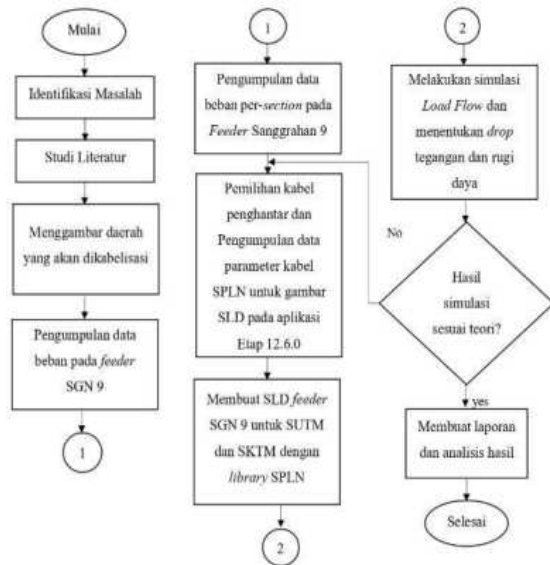 Mulai
Identifikasi Masalah
Studi Literatur
Menggambar daerah
yang akan dikabelisasi
Pengumpulan data
beban pada feeder
SGN 9
1
1
Pengumpulan data
beban per-section pada
Feeder Sanggrahan 9
Pemilihan kabel
penghantar dan
Pengumpulan data
parameter kabel
SPLN untuk gambar
SLD pada aplikasi
Etap 12.6.0
Membuat SLD feeder
SGN 9 untuk SUTM
dan SKTM dengan
library SPLN
2
2
Melakukan simulasi
Load Flow dan
menentukan drop
tegangan dan rugi
daya
No
Hasil
simulasi
sesuai teori?
yes
Membuat laporan
dan analisis hasil
Selesai